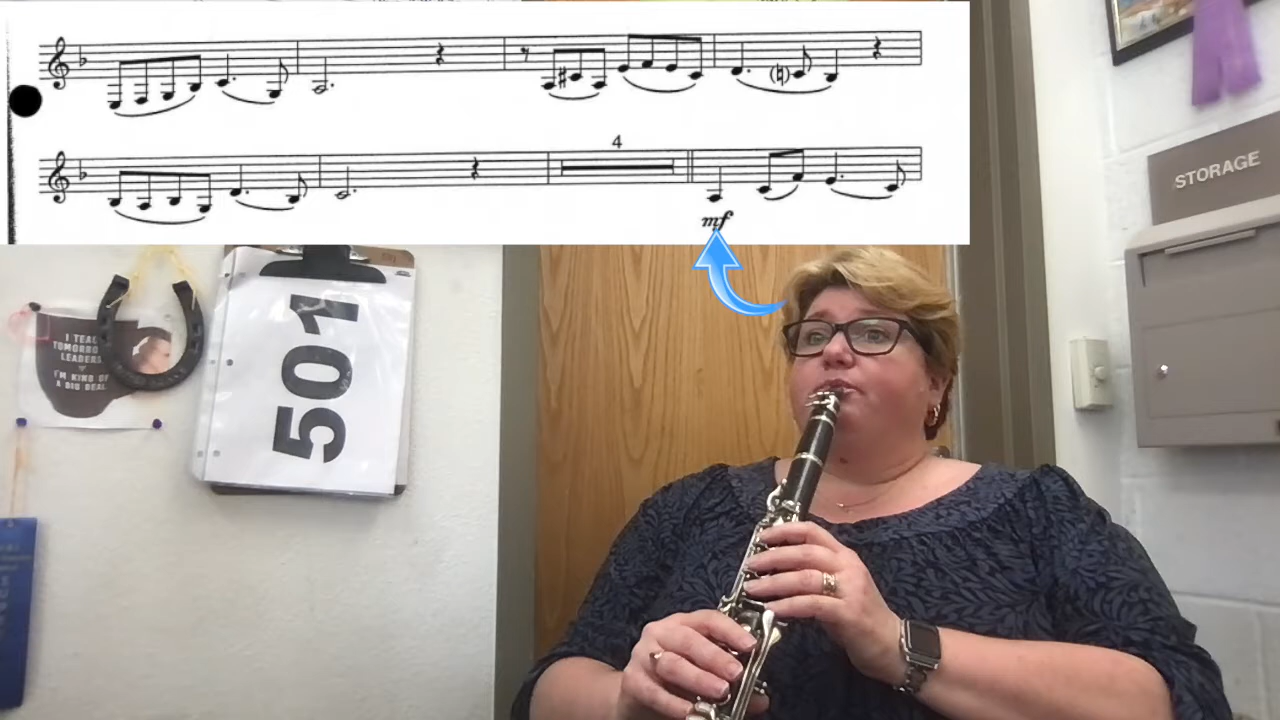 4
mf
STORAGE
I TEACH
TOMORROW'S
LEADERS
I'M KIND OF
A BIG DEAL
501